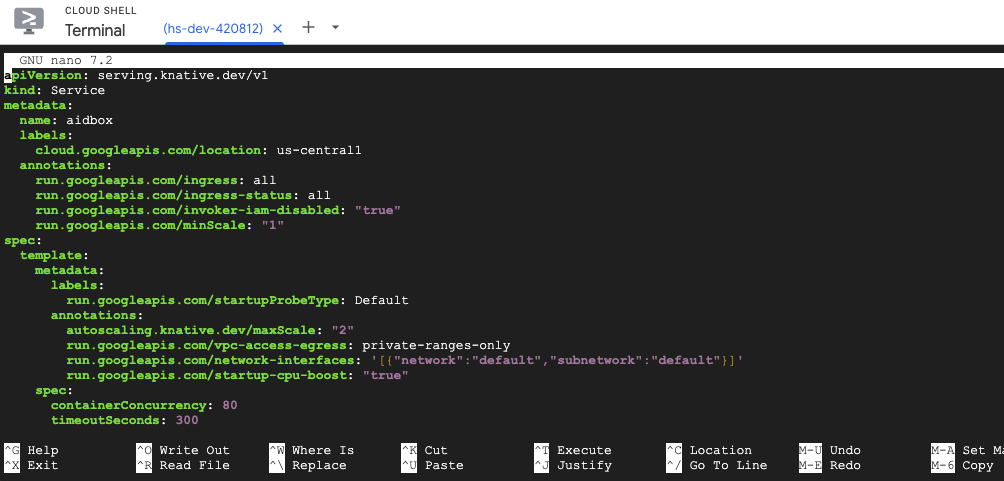 CLOUD SHELL
Terminal
(hs-dev-420812) × + ▾
GNU nano 7.2
apiVersion: serving.knative.dev/v1
kind: Service
metadata:
  name: aidbox
  labels:
    cloud.googleapis.com/location: us-central1
  annotations:
    run.googleapis.com/ingress: all
    run.googleapis.com/ingress-status: all
    run.googleapis.com/invoker-iam-disabled: "true"
    run.googleapis.com/minScale: "1"
spec:
  template:
    metadata:
      labels:
        run.googleapis.com/startupProbeType: Default
      annotations:
        autoscaling.knative.dev/maxScale: "2"
        run.googleapis.com/vpc-access-egress: private-ranges-only
        run.googleapis.com/network-interfaces: '[{"network":"default","subnetwork":"default"}]'
        run.googleapis.com/startup-cpu-boost: "true"
    spec:
      containerConcurrency: 80
      timeoutSeconds: 300
^G Help ^O Write Out ^W Where Is ^K Cut ^T Execute ^C Location M-U Undo M-A Set Ma
^X Exit ^R Read File ^\ Replace ^U Paste ^J Justify ^/ Go To Line M-E Redo M-6 Copy